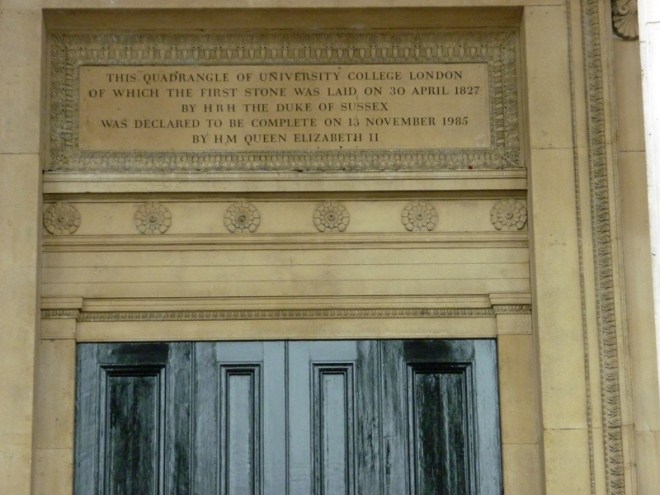 THIS QUADRANGLE OF UNIVERSITY COLLEGE LONDON
OF WHICH THE FIRST STONE WAS LAID ON 30 APRIL 1827
BY HRH THE DUKE OF SUSSEX
WAS DECLARED TO BE COMPLETE ON 13 NOVEMBER 1985
BY HM QUEEN ELIZABETH II